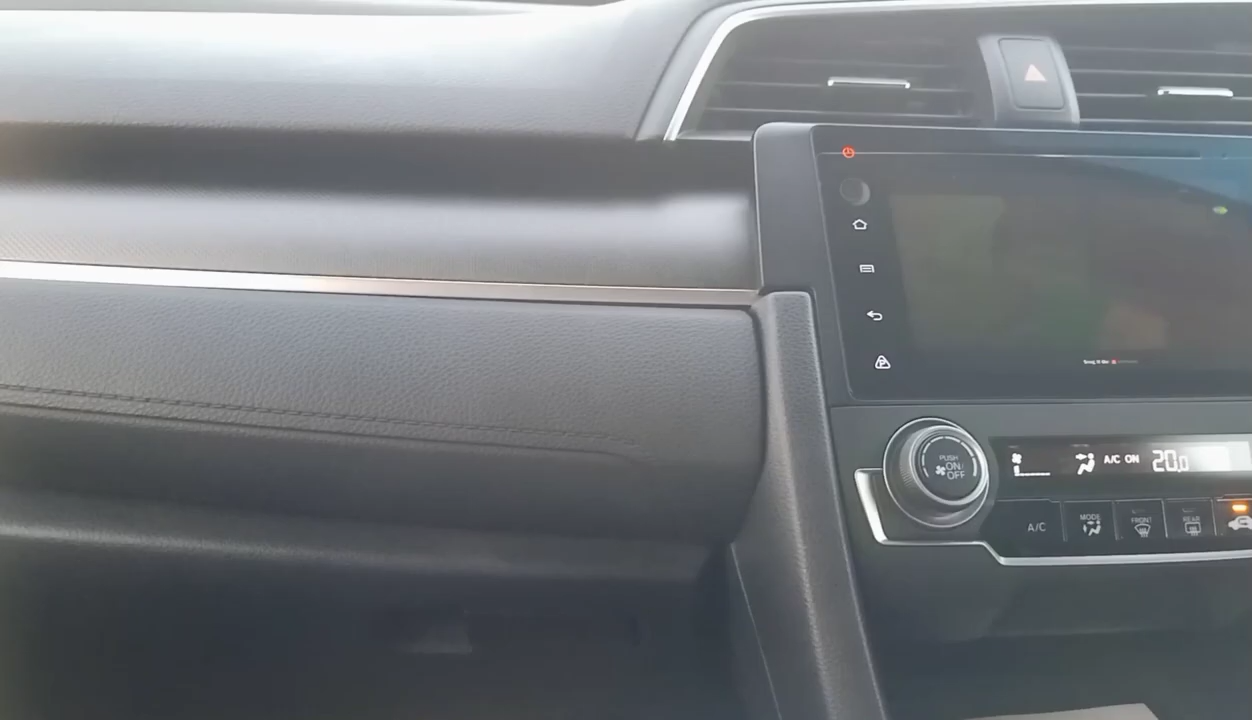 PUSH
ON/
OFF
A/C ON 20.0
A/C
MODE
FRONT
REAR